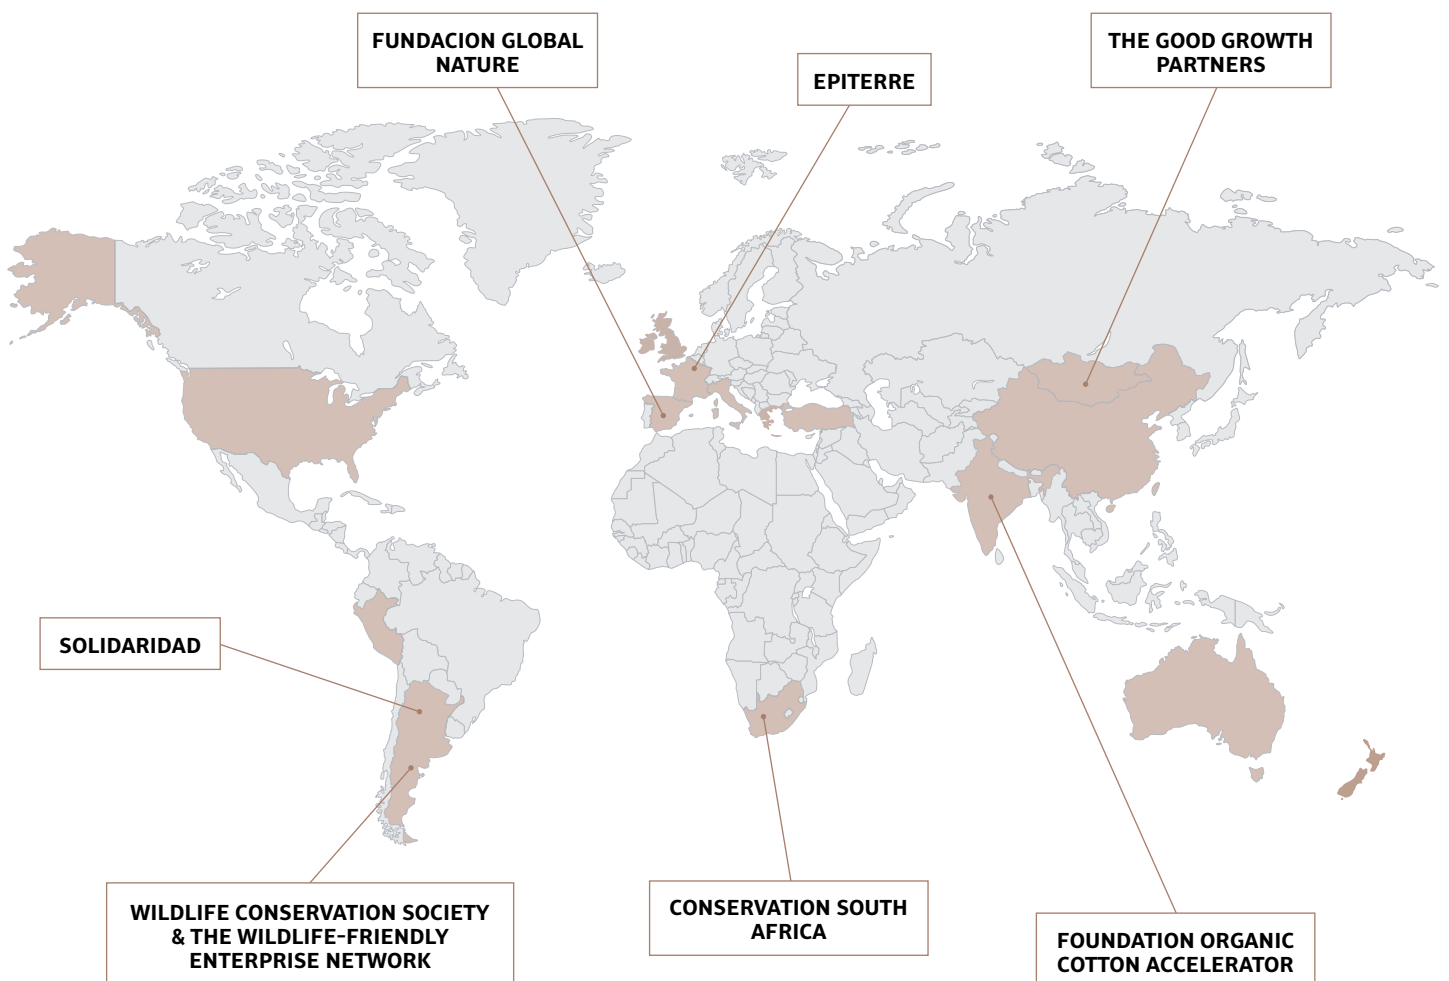 FUNDACION GLOBAL
NATURE
EPITERRE
THE GOOD GROWTH
PARTNERS
SOLIDARIDAD
WILDLIFE CONSERVATION SOCIETY
& THE WILDLIFE-FRIENDLY
ENTERPRISE NETWORK
CONSERVATION SOUTH
AFRICA
FOUNDATION ORGANIC
COTTON ACCELERATOR